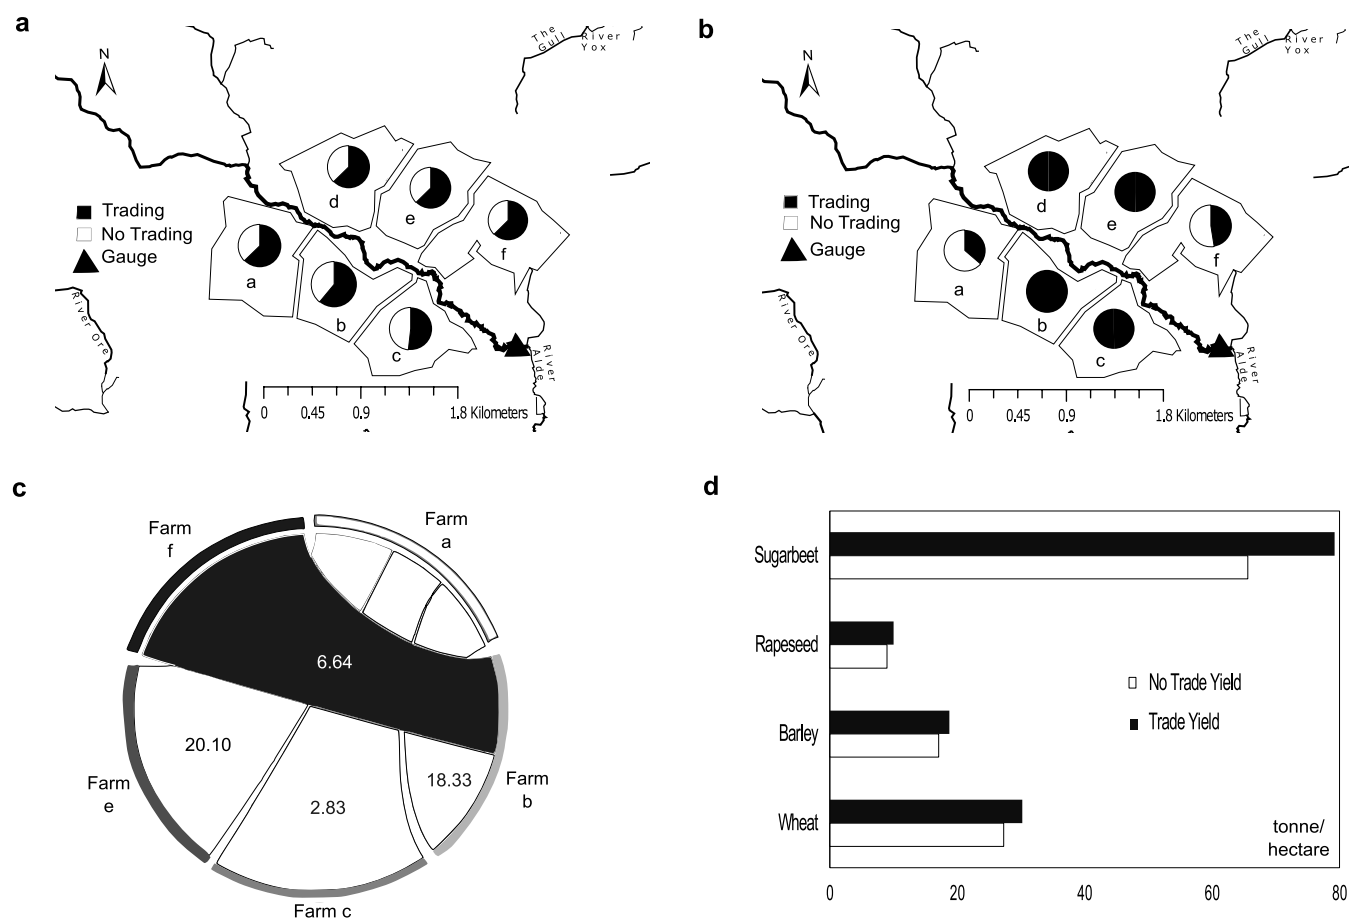 a
The
Gull
River
Yox
N
Trading
No Trading
Gauge
d
e
f
a
b
c
River Ore
River
Alde
0
0.45
0.9
1.8 Kilometers
b
The
Gull
River
Yox
N
Trading
No Trading
Gauge
d
e
f
a
b
c
River Ore
River
Alde
0
0.45
0.9
1.8 Kilometers
c
Farm
f
Farm
a
6.64
20.10
2.83
18.33
Farm
e
Farm
b
Farm c
d
Sugarbeet
Rapeseed
Barley
Wheat
No Trade Yield
Trade Yield
tonne/
hectare
0
20
40
60
80